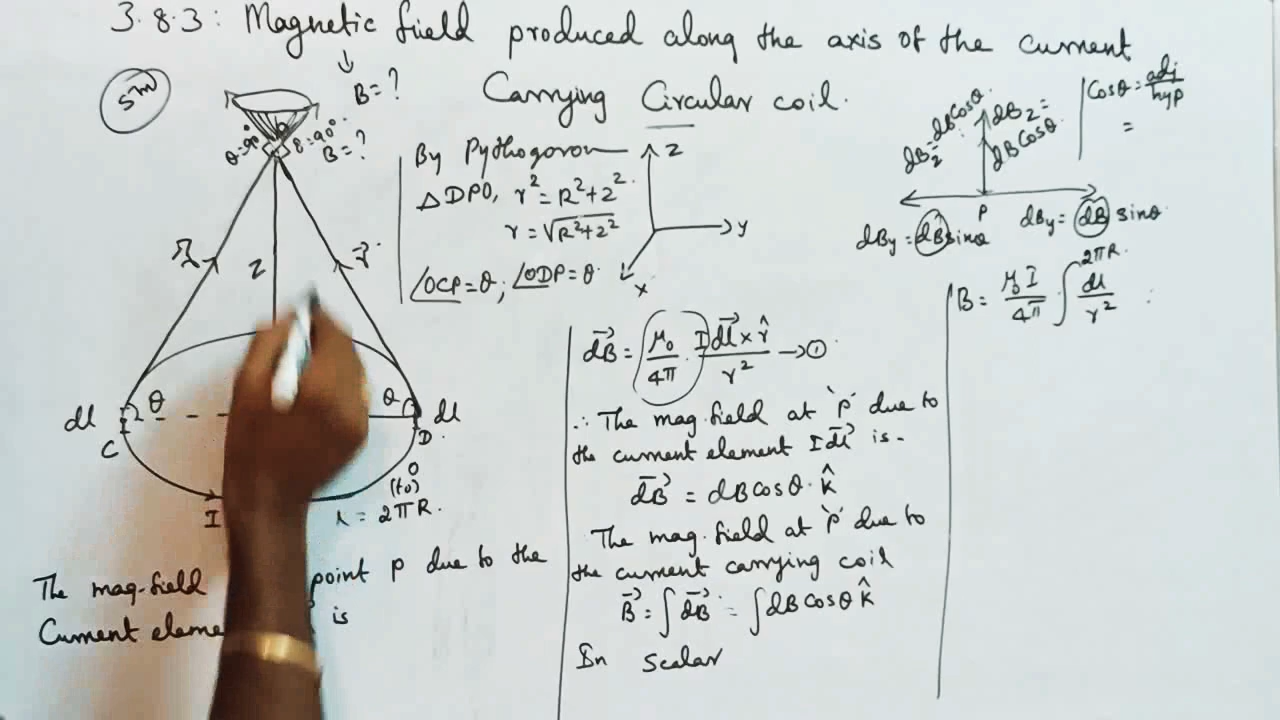 3.8.3: Magnetic field produced along the axis of the current
Carrying Circular coil.
5m
B = ?
θ=90°
θ=90°
B = ?
r⃗
z
r⃗
θ
θ
dl
dl
C
D
I
(to)
2πR.
The mag-field
point p due to the
Current eleme
is
By Pythogoron
△DPO, r² = R²+z²
r = √R²+z²
∠OCP = θ ; ∠ODP = θ.
Z
Y
X
dB⃗ = μ₀/4π · I dl⃗ × r̂/r² → ①
∴ The mag.field at 'P' due to
the current element I dl⃗ is -
dB⃗ = dB cos θ · k̂
The mag.field at 'P' due to
the current carrying coil
B⃗ = ∫ dB⃗ = ∫ dB cos θ k̂
In scalar
dB₂ = dB cos θ
dB₂ =
dB cos θ
P
dBy = dB sin θ
dBy = dB sin θ
Cos θ = adj/hyp
=
B = μ₀I/4π ∫ 2πR dl/r²